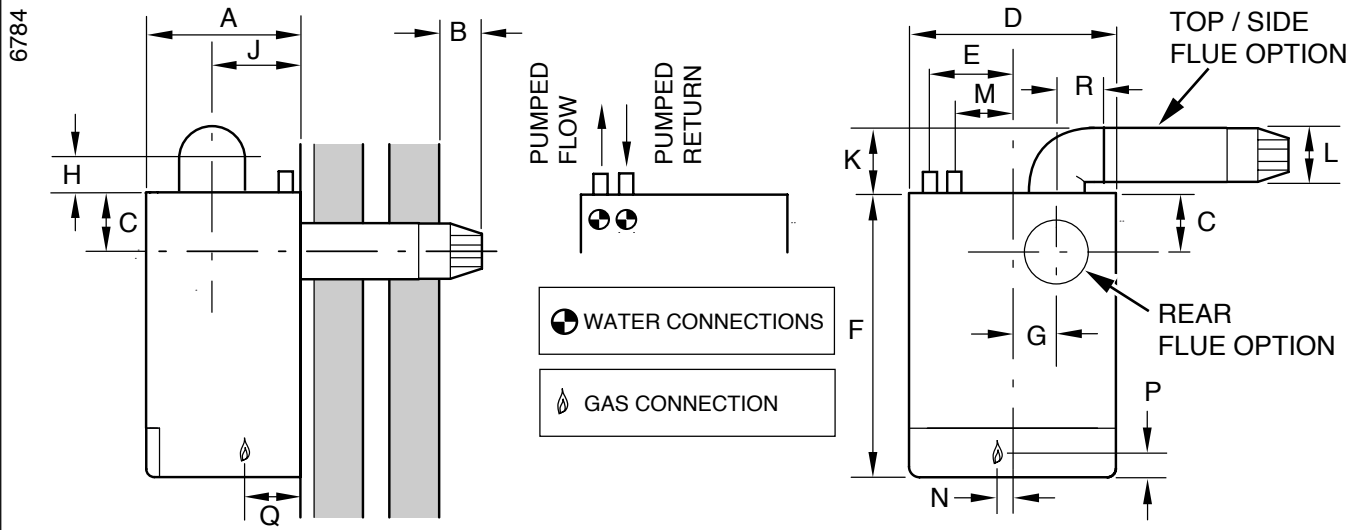 6784
A
J
B
H
C
Q
PUMPED
FLOW
PUMPED
RETURN
WATER CONNECTIONS
GAS CONNECTION
D
E
M
R
TOP / SIDE
FLUE OPTION
K
L
C
F
G
REAR
FLUE OPTION
P
N